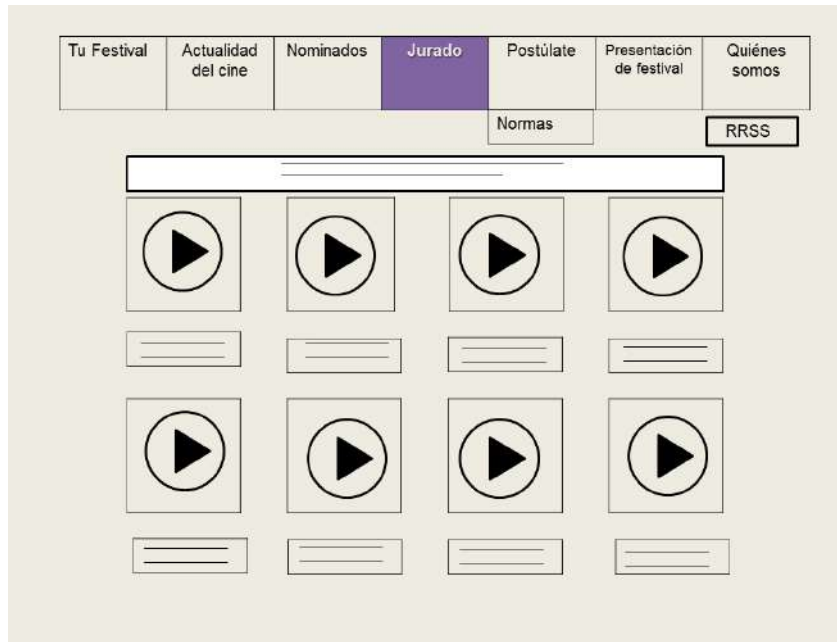 Tu Festival
Actualidad
del cine
Nominados
Jurado
Postúlate
Presentación
de festival
Quiénes
somos
Normas
RRSS